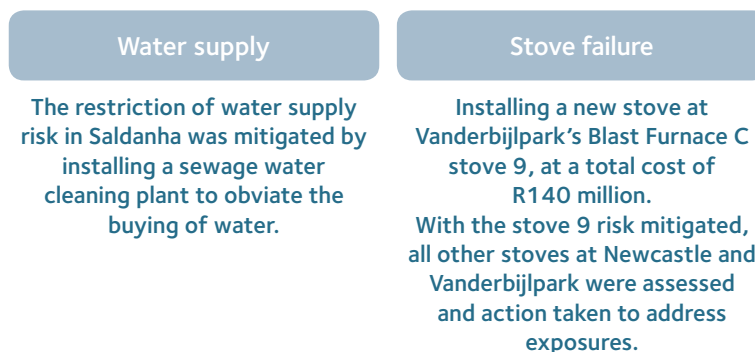 Water supply
The restriction of water supply
risk in Saldanha was mitigated by
installing a sewage water
cleaning plant to obviate the
buying of water.
Stove failure
Installing a new stove at
Vanderbijlpark's Blast Furnace C
stove 9, at a total cost of
R140 million.
With the stove 9 risk mitigated,
all other stoves at Newcastle and
Vanderbijlpark were assessed
and action taken to address
exposures.